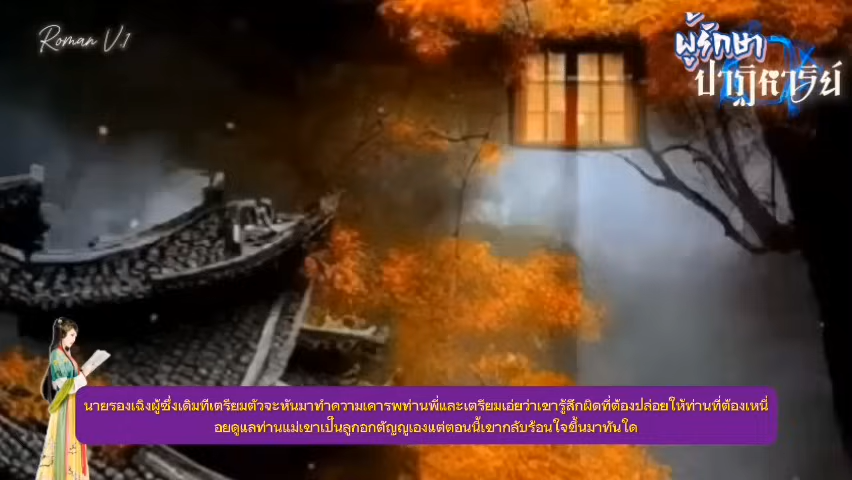 Roman V.1
ผู้รักษา
ปาฏิหาริย์
นายรองเฉิงผู้ซึ่งเดิมทีเตรียมตัวจะหันมาทำความเคารพท่านพี่และเตรียมเอ่ยว่าเขารู้สึกผิดที่ต้องปล่อยให้ท่านที่ต้องเหนื่
อยดูแลท่านแม่เขาเป็นลูกอกตัญญูเองแต่ตอนนี้เขากลับร้อนใจขึ้นมาทันใด